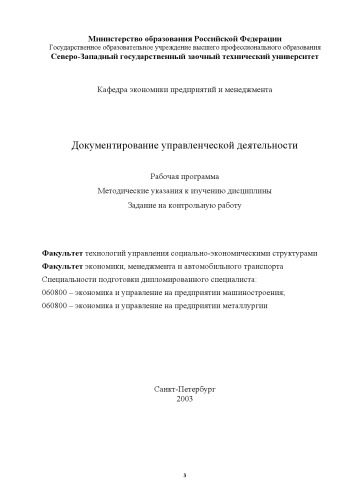 Министерство образования Российской Федерации
Государственное образовательное учреждение высшего профессионального образования
Северо-Западный государственный заочный технический университет
Кафедра экономики предприятий и менеджмента
Документирование управленческой деятельности
Рабочая программа
Методические указания к изучению дисциплины
Задание на контрольную работу
Факультет технологий управления социально-экономическими структурами
Факультет экономики, менеджмента и автомобильного транспорта
Специальности подготовки дипломированного специалиста:
060800 – экономика и управление на предприятии машиностроения;
060800 – экономика и управление на предприятии металлургии
Санкт-Петербург
2003
3